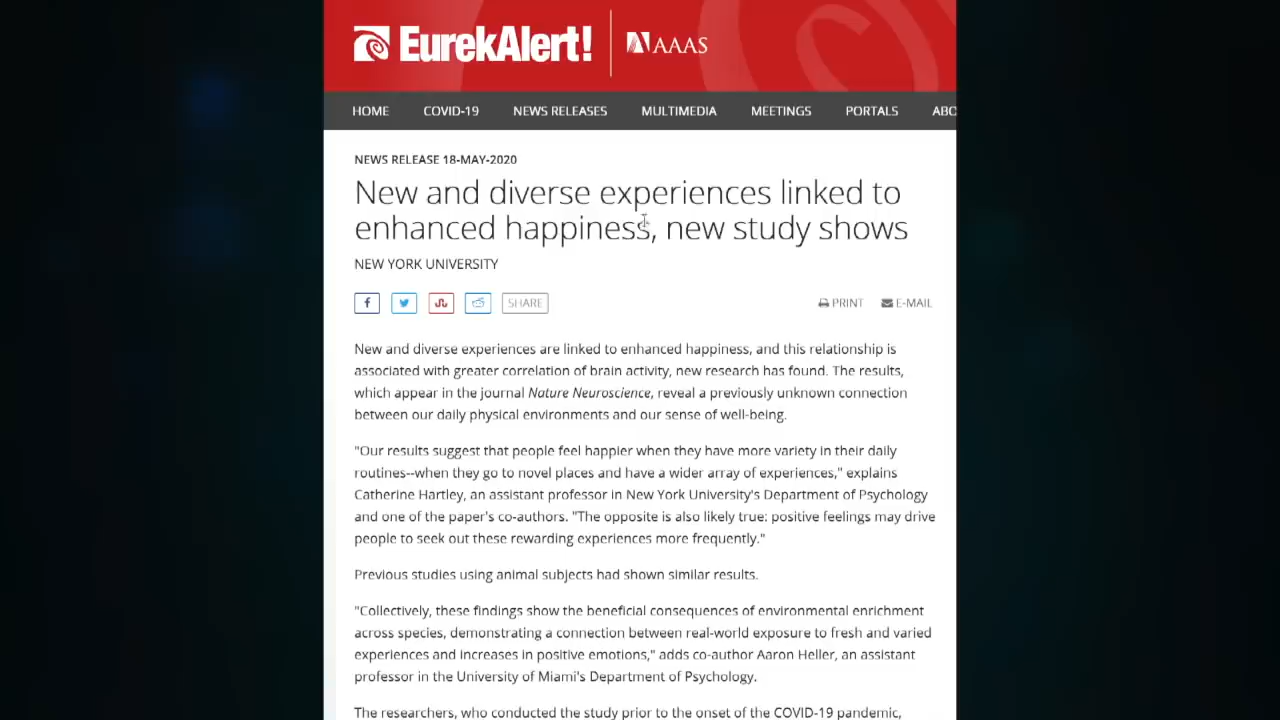 EurekAlert! AAAS
HOME COVID-19 NEWS RELEASES MULTIMEDIA MEETINGS PORTALS ABO
NEWS RELEASE 18-MAY-2020
New and diverse experiences linked to
enhanced happiness, new study shows
NEW YORK UNIVERSITY
f SHARE PRINT E-MAIL
New and diverse experiences are linked to enhanced happiness, and this relationship is
associated with greater correlation of brain activity, new research has found. The results,
which appear in the journal Nature Neuroscience, reveal a previously unknown connection
between our daily physical environments and our sense of well-being.
"Our results suggest that people feel happier when they have more variety in their daily
routines--when they go to novel places and have a wider array of experiences," explains
Catherine Hartley, an assistant professor in New York University's Department of Psychology
and one of the paper's co-authors. "The opposite is also likely true: positive feelings may drive
people to seek out these rewarding experiences more frequently."
Previous studies using animal subjects had shown similar results.
"Collectively, these findings show the beneficial consequences of environmental enrichment
across species, demonstrating a connection between real-world exposure to fresh and varied
experiences and increases in positive emotions," adds co-author Aaron Heller, an assistant
professor in the University of Miami's Department of Psychology.
The researchers, who conducted the study prior to the onset of the COVID-19 pandemic,